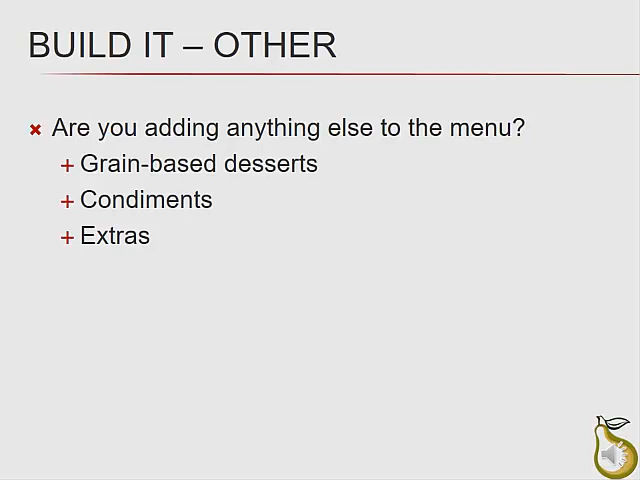 BUILD IT – OTHER
Are you adding anything else to the menu?
Grain-based desserts
Condiments
Extras